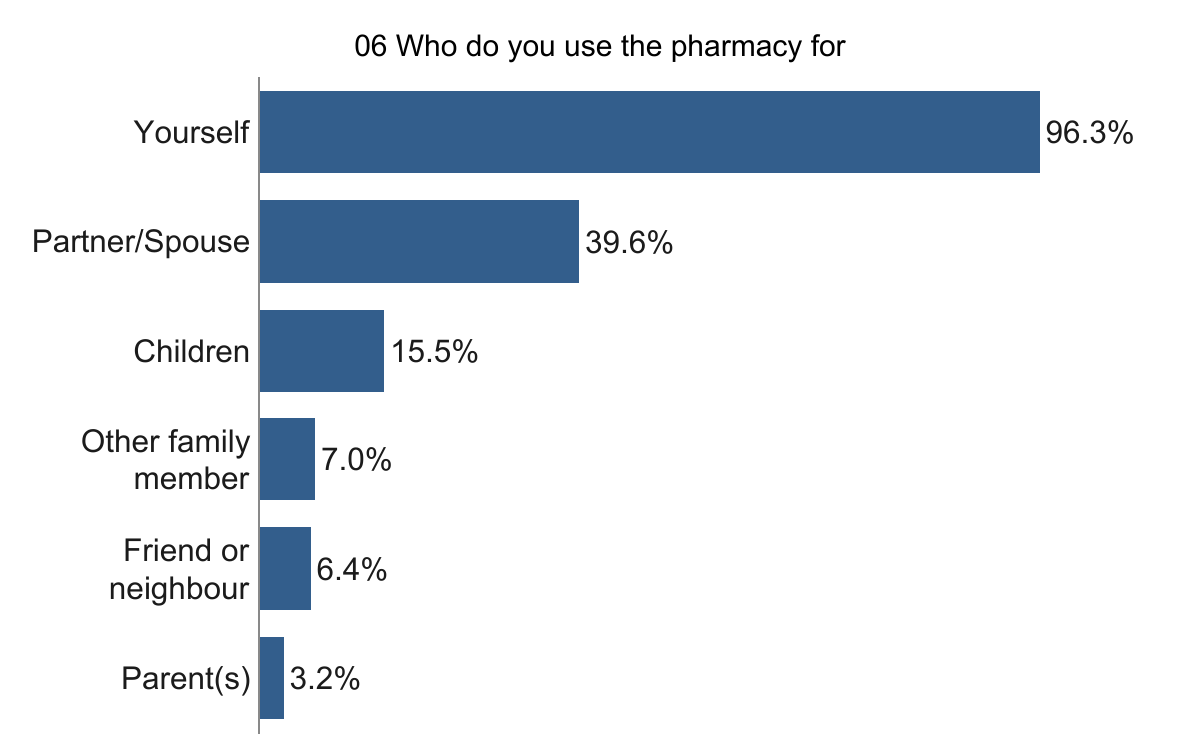 06 Who do you use the pharmacy for
Yourself
96.3%
Partner/Spouse
39.6%
Children
15.5%
Other family
member
7.0%
Friend or
neighbour
6.4%
Parent(s)
3.2%